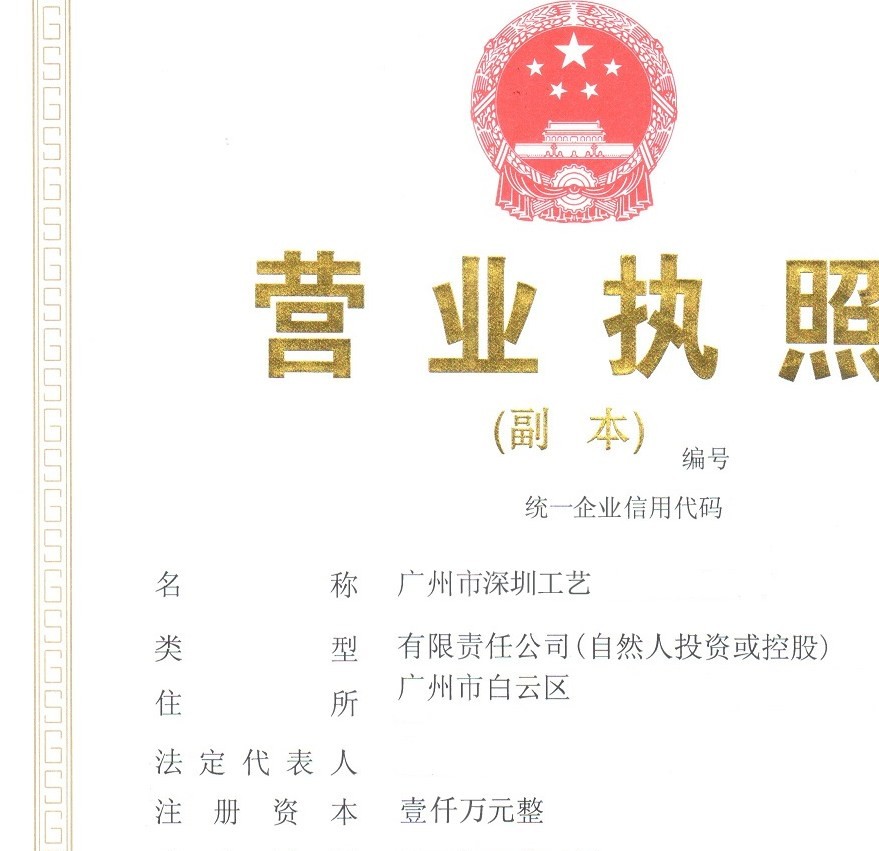 营业执照
(副 本)
编号
统一企业信用代码
名称 广州市深圳工艺
类型 有限责任公司(自然人投资或控股)
住所 广州市白云区
法定代表人
注册资本 壹仟万元整